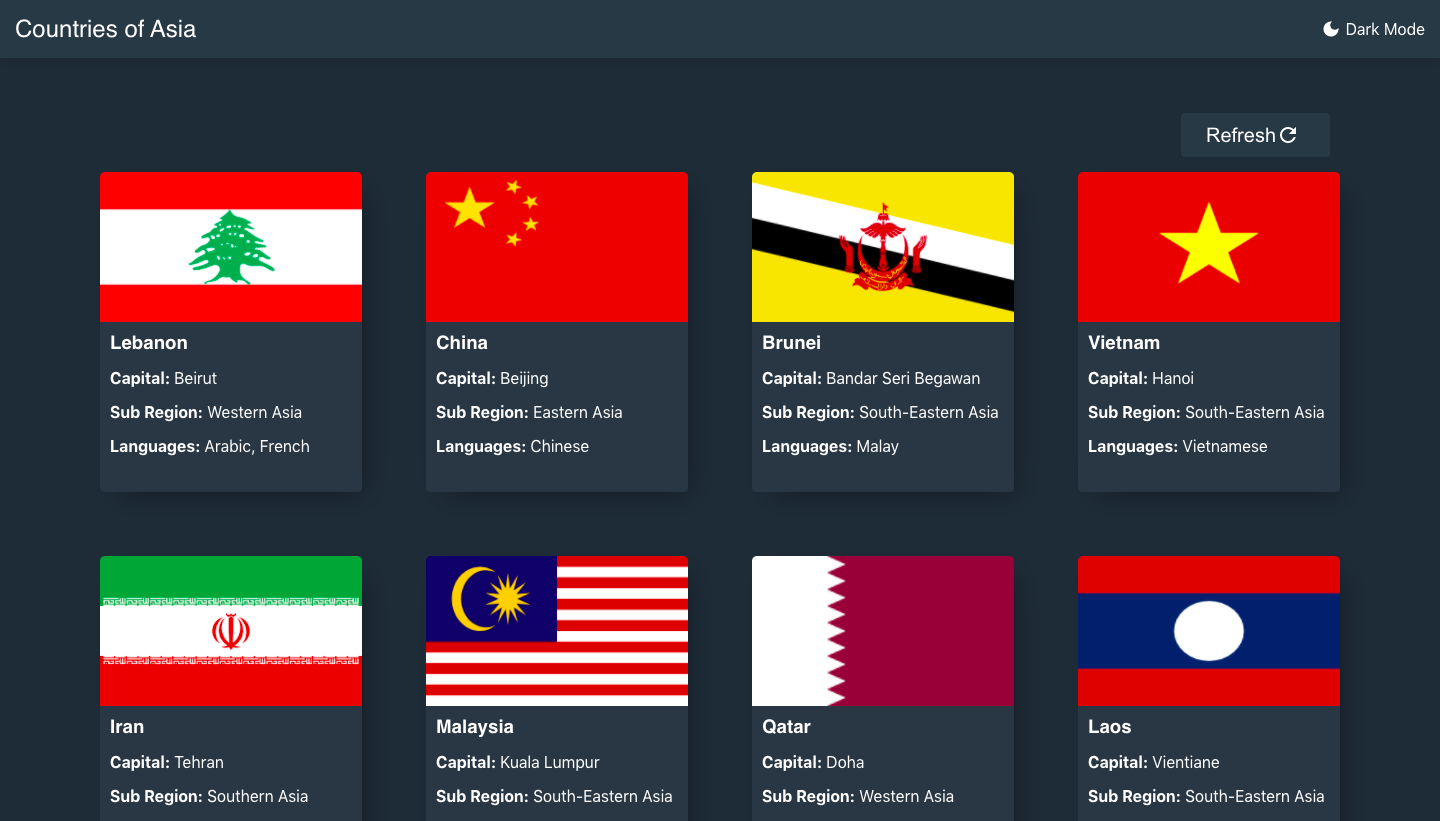 Countries of Asia
Dark Mode
Refresh
Lebanon
Capital: Beirut
Sub Region: Western Asia
Languages: Arabic, French
China
Capital: Beijing
Sub Region: Eastern Asia
Languages: Chinese
Brunei
Capital: Bandar Seri Begawan
Sub Region: South-Eastern Asia
Languages: Malay
Vietnam
Capital: Hanoi
Sub Region: South-Eastern Asia
Languages: Vietnamese
Iran
Capital: Tehran
Sub Region: Southern Asia
Malaysia
Capital: Kuala Lumpur
Sub Region: South-Eastern Asia
Qatar
Capital: Doha
Sub Region: Western Asia
Laos
Capital: Vientiane
Sub Region: South-Eastern Asia